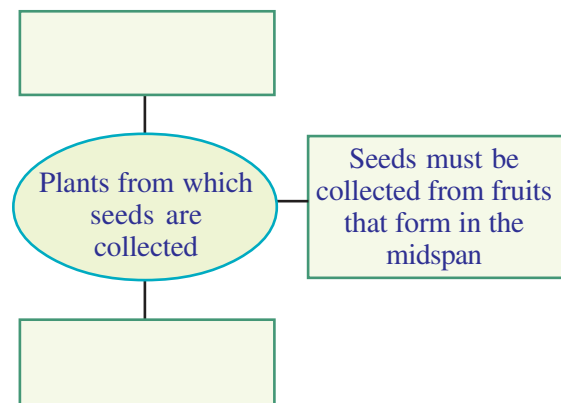 Plants from which
seeds are
collected
Seeds must be
collected from fruits
that form in the
midspan